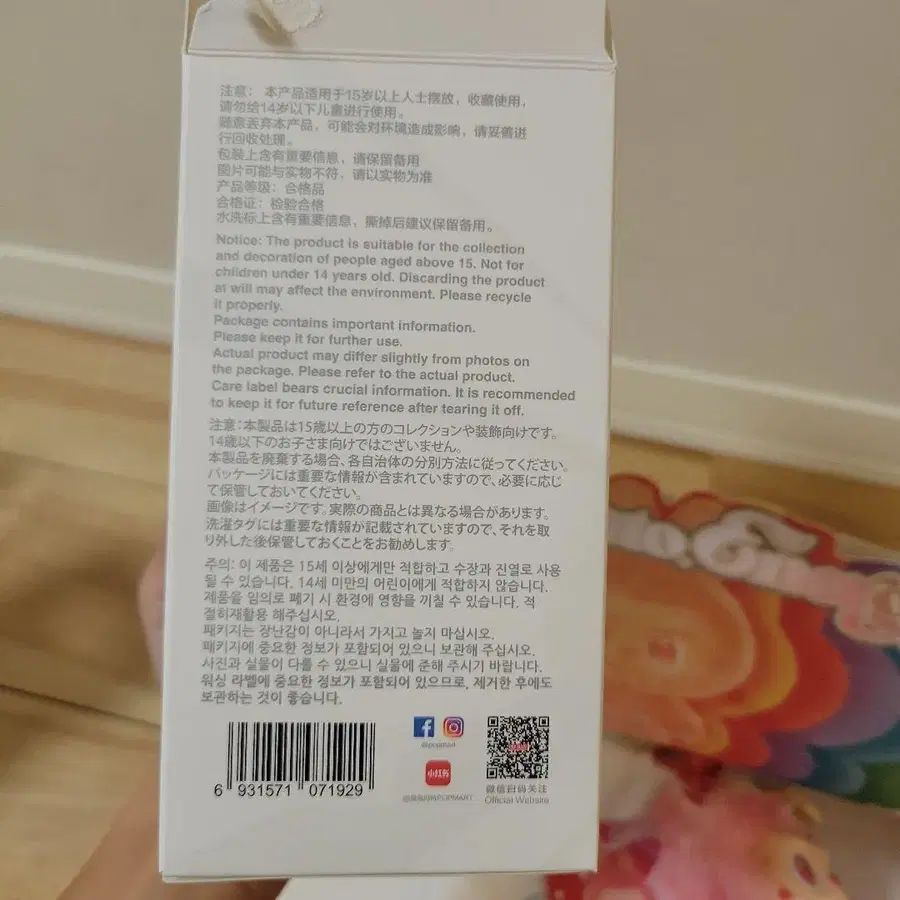 注意： 本产品适用于15岁以上人士摆放，收藏使用，
请勿给14岁以下儿童进行使用。
随意丢弃本产品，可能会对环境造成影响，请妥善进
行回收处理。
包装上含有重要信息，请保留备用
图片可能与实物不符，请以实物为准
产品等级：合格品
合格证：检验合格
水洗标上含有重要信息，撕掉后建议保留备用。
Notice: The product is suitable for the collection
and decoration of people aged above 15. Not for
children under 14 years old. Discarding the product
at will may affect the environment. Please recycle
it properly.
Package contains important information.
Please keep it for further use.
Actual product may differ slightly from photos on
the package. Please refer to the actual product.
Care label bears crucial information. It is recommended
to keep it for future reference after tearing it off.
注意：本製品は15歳以上の方のコレクションや装飾向けです。
14歳以下のお子さま向けではございません。
本製品を廃棄する場合、各自治体の分別方法に従ってください。
パッケージには重要な情報が含まれていますので、必要に応じ
て保管しておいてください。
画像はイメージです。実際の商品とは異なる場合があります。
洗濯タグには重要な情報が記載されていますので、それを取
り外した後保管しておくことをお勧めします。
주의: 이 제품은 15세 이상에게만 적합하고 수장과 진열로 사용
될 수 있습니다. 14세 미만의 어린이에게 적합하지 않습니다.
제품을 임의로 폐기 시 환경에 영향을 끼칠 수 있습니다. 적
절히재활용 해주십시오.
패키지는 장난감이 아니라서 가지고 놀지 마십시오.
패키지에 중요한 정보가 포함되어 있으니 보관해 주십시오.
사진과 실물이 다를 수 있으니 실물에 준해 주시기 바랍니다.
워싱 라벨에 중요한 정보가 포함되어 있으므로, 제거한 후에도
보관하는 것이 좋습니다.
6 931571 071929
@popmart
小红书
微信扫码关注
Official Website